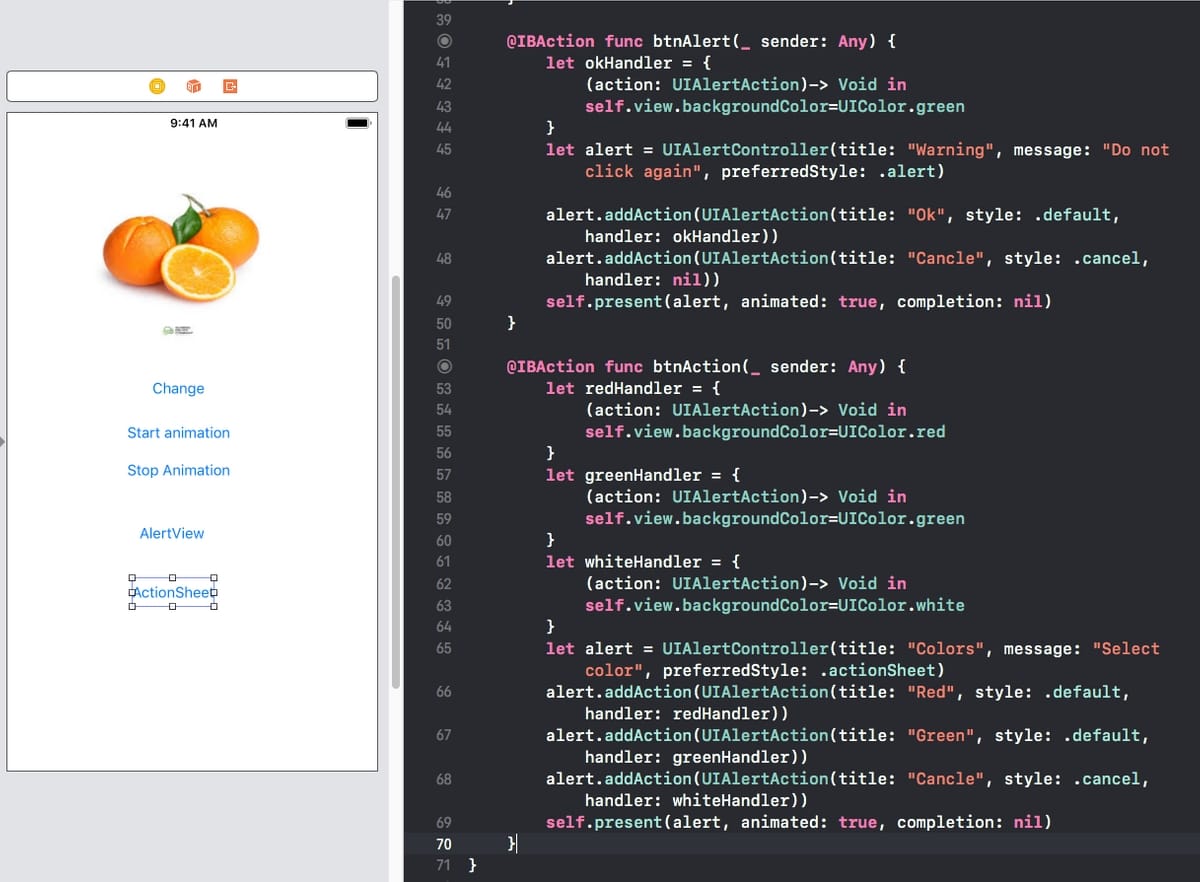 9:41 AM
Change
Start animation
Stop Animation
AlertView
ActionSheet
39
@IBAction func btnAlert(_ sender: Any) {
41 let okHandler = {
42 (action: UIAlertAction)-> Void in
43 self.view.backgroundColor=UIColor.green
44 }
45 let alert = UIAlertController(title: "Warning", message: "Do not
click again", preferredStyle: .alert)
46
47 alert.addAction(UIAlertAction(title: "Ok", style: .default,
handler: okHandler))
48 alert.addAction(UIAlertAction(title: "Cancle", style: .cancel,
handler: nil))
49 self.present(alert, animated: true, completion: nil)
50 }
51
@IBAction func btnAction(_ sender: Any) {
53 let redHandler = {
54 (action: UIAlertAction)-> Void in
55 self.view.backgroundColor=UIColor.red
56 }
57 let greenHandler = {
58 (action: UIAlertAction)-> Void in
59 self.view.backgroundColor=UIColor.green
60 }
61 let whiteHandler = {
62 (action: UIAlertAction)-> Void in
63 self.view.backgroundColor=UIColor.white
64 }
65 let alert = UIAlertController(title: "Colors", message: "Select
color", preferredStyle: .actionSheet)
66 alert.addAction(UIAlertAction(title: "Red", style: .default,
handler: redHandler))
67 alert.addAction(UIAlertAction(title: "Green", style: .default,
handler: greenHandler))
68 alert.addAction(UIAlertAction(title: "Cancle", style: .cancel,
handler: whiteHandler))
69 self.present(alert, animated: true, completion: nil)
70 }
71 }